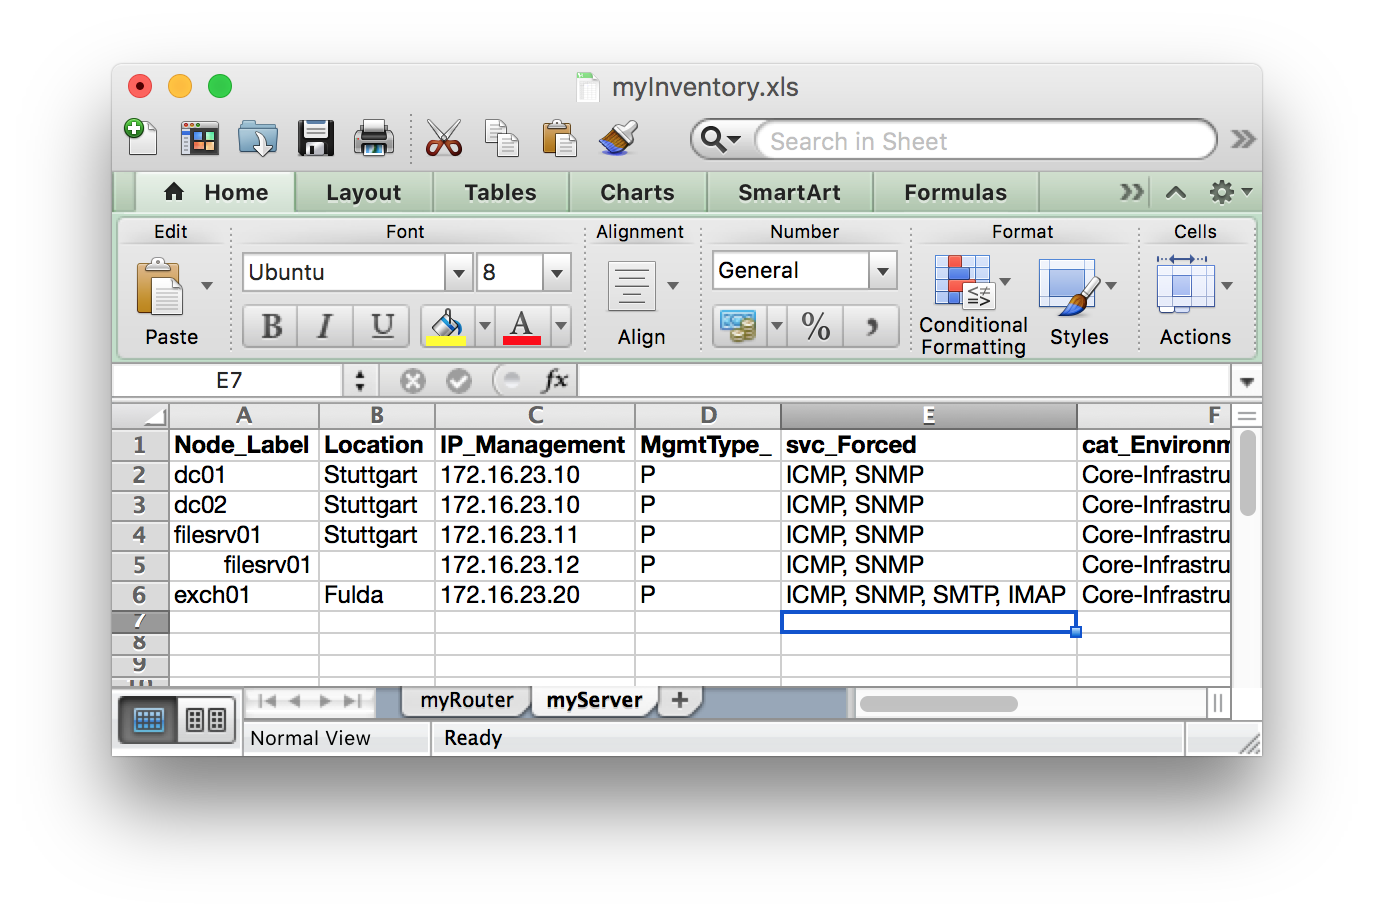 myInventory.xls
Search in Sheet
Home Layout Tables Charts SmartArt Formulas
Edit Font Alignment Number Format Cells
Ubuntu 8 General
B I U A % ,
Paste Align Conditional Formatting Styles Actions
E7 fx
A B C D E F
1 Node_Label Location IP_Management MgmtType_ svc_Forced cat_Environm
2 dc01 Stuttgart 172.16.23.10 P ICMP, SNMP Core-Infrastru
3 dc02 Stuttgart 172.16.23.10 P ICMP, SNMP Core-Infrastru
4 filesrv01 Stuttgart 172.16.23.11 P ICMP, SNMP Core-Infrastru
5 filesrv01 172.16.23.12 P ICMP, SNMP Core-Infrastru
6 exch01 Fulda 172.16.23.20 P ICMP, SNMP, SMTP, IMAP Core-Infrastru
7
8
9
10
myRouter myServer +
Normal View Ready